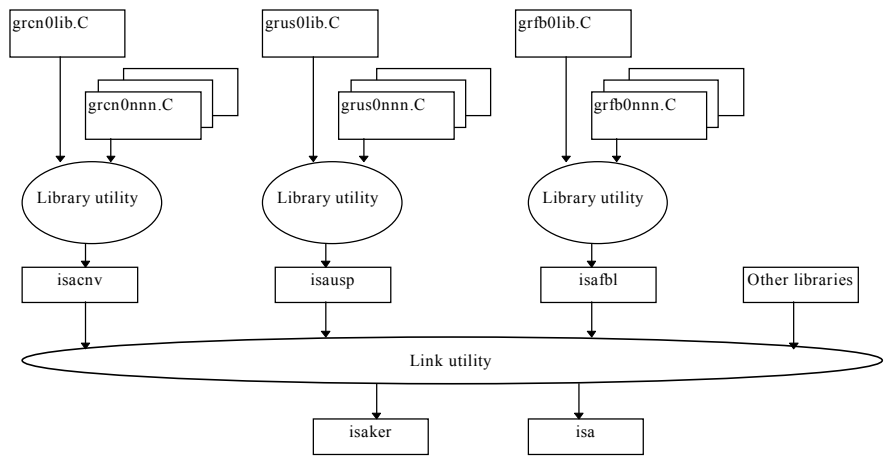 grcn0lib.C
grus0lib.C
grfb0lib.C
grcn0nnn.C
grus0nnn.C
grfb0nnn.C
Library utility
Library utility
Library utility
isacnv
isausp
isafbl
Other libraries
Link utility
isaker
isa